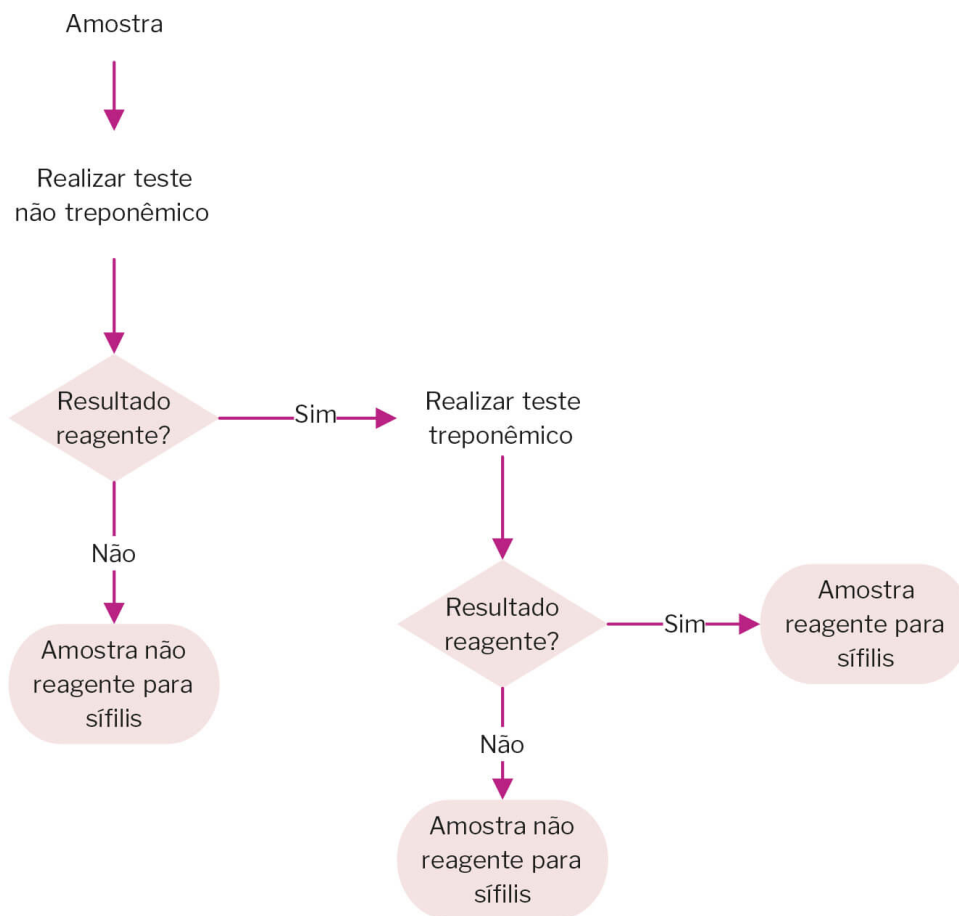 Amostra
Realizar teste
não treponêmico
Resultado
reagente?
Sim
Realizar teste
treponêmico
Não
Amostra não
reagente para
sífilis
Resultado
reagente?
Sim
Amostra
reagente para
sífilis
Não
Amostra não
reagente para
sífilis